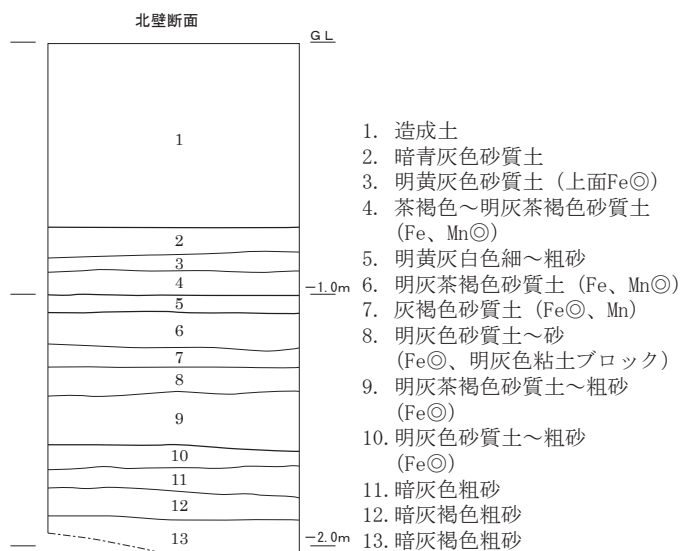 北壁断面
GL
1
2
3
4
－1.0m
5
6
7
8
9
10
11
12
13
－2.0m
1. 造成土
2. 暗青灰色砂質土
3. 明黄灰色砂質土（上面Fe◎）
4. 茶褐色～明灰茶褐色砂質土
(Fe、Mn◎）
5. 明黄灰白色細～粗砂
6. 明灰茶褐色砂質土（Fe、Mn◎）
7. 灰褐色砂質土（Fe◎、Mn）
8. 明灰色砂質土～砂
（Fe◎、明灰色粘土ブロック）
9. 明灰茶褐色砂質土～粗砂
(Fe◎）
10. 明灰色砂質土～粗砂
(Fe◎）
11. 暗灰色粗砂
12. 暗灰褐色粗砂
13. 暗灰褐色粗砂